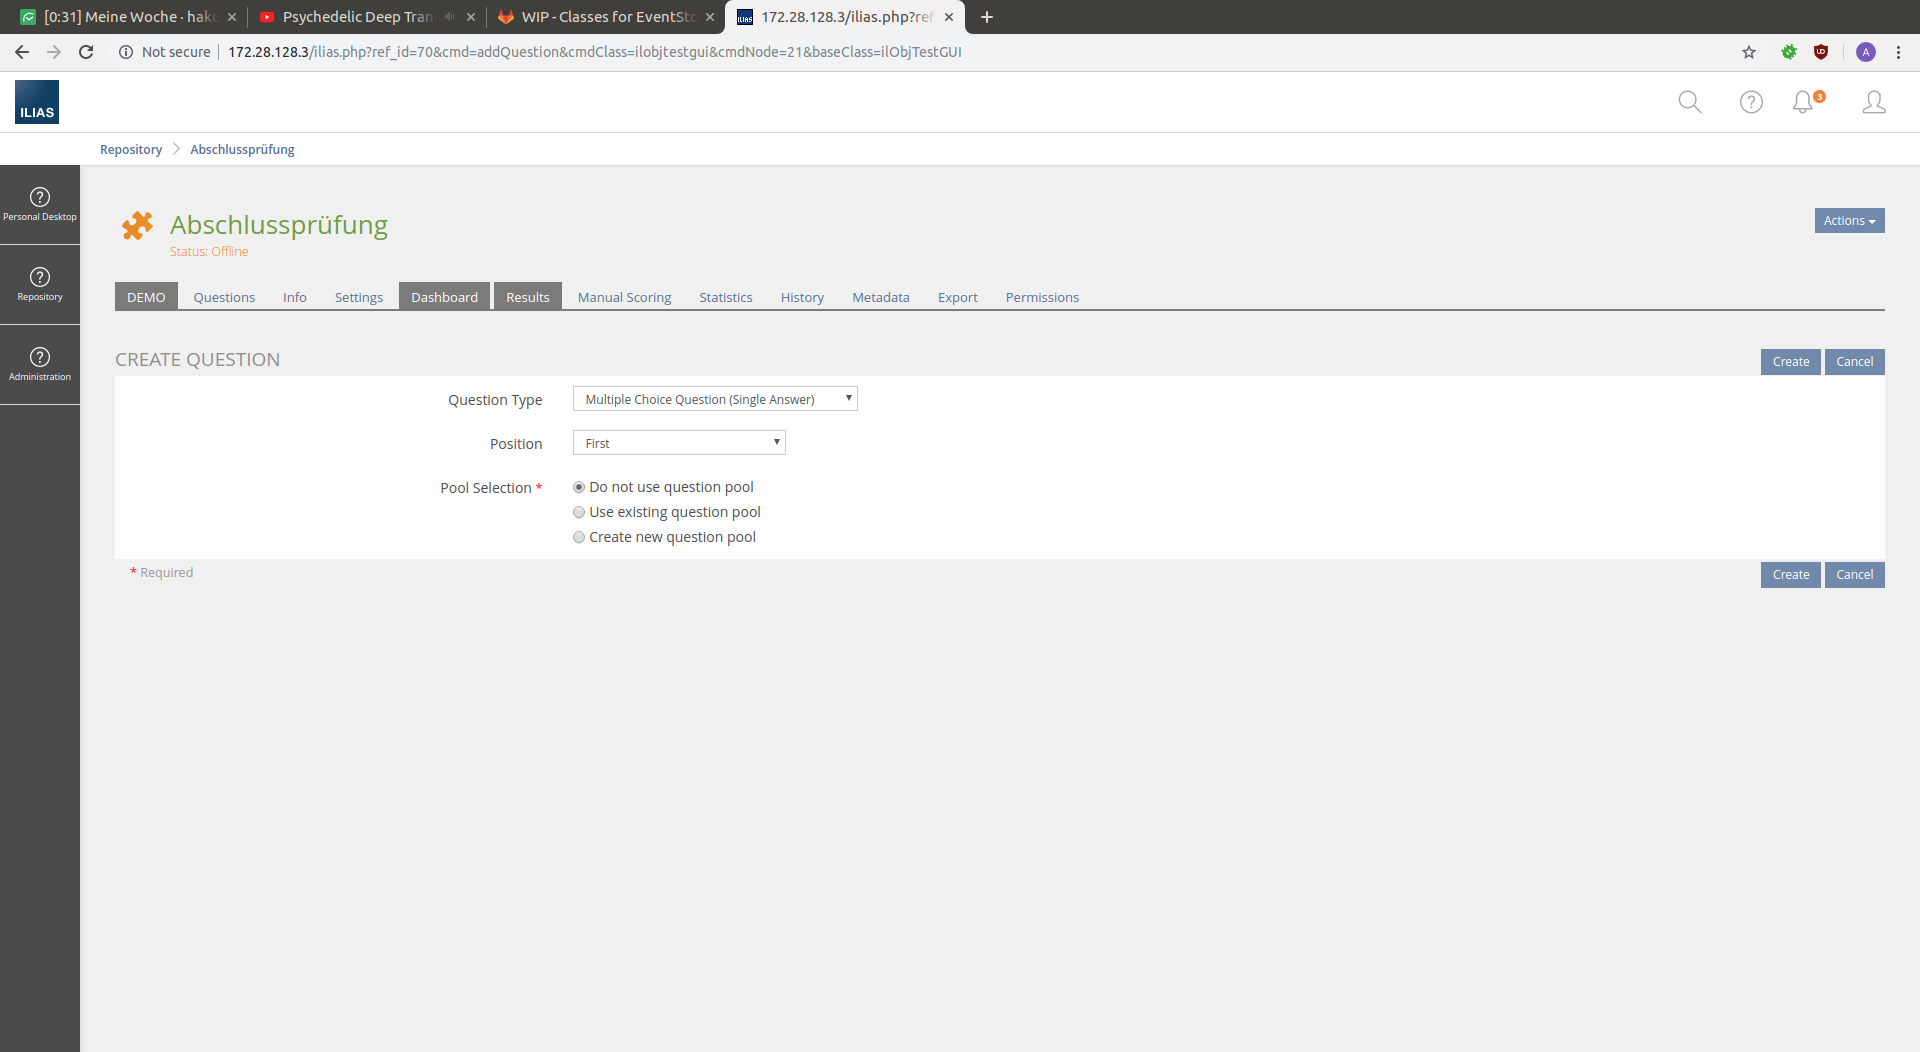 [0:31] Meine Woche · haku
Psychedelic Deep Tran
WIP - Classes for EventSto
172.28.128.3/ilias.php?ref
Not secure
172.28.128.3/ilias.php?ref_id=70&cmd=addQuestion&cmdClass=ilobjtestgui&cmdNode=21&baseClass=ilObjTestGUI
A
ILIAS
3
Repository
Abschlussprüfung
Personal Desktop
Repository
Administration
Abschlussprüfung
Status: Offline
Actions
DEMO Questions Info Settings Dashboard Results Manual Scoring Statistics History Metadata Export Permissions
CREATE QUESTION
Create Cancel
Question Type Multiple Choice Question (Single Answer)
Position First
Pool Selection * Do not use question pool
Use existing question pool
Create new question pool
* Required
Create Cancel